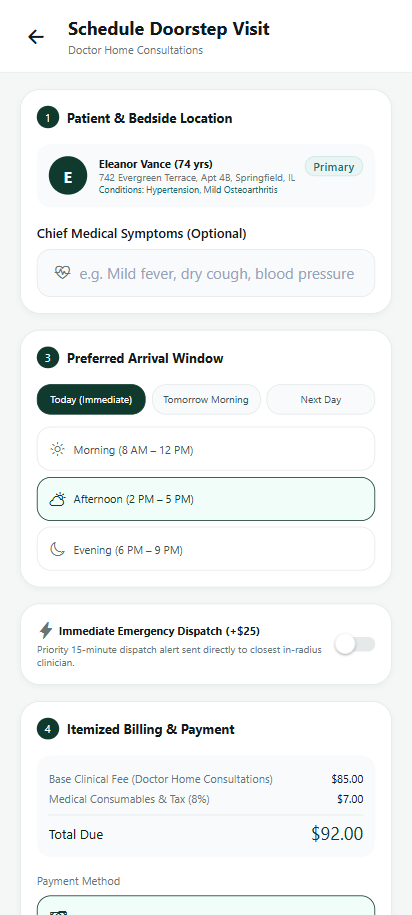 Schedule Doorstep Visit
Doctor Home Consultations
1 Patient & Bedside Location
E
Eleanor Vance (74 yrs)
742 Evergreen Terrace, Apt 4B, Springfield, IL
Conditions: Hypertension, Mild Osteoarthritis
Primary
Chief Medical Symptoms (Optional)
e.g. Mild fever, dry cough, blood pressure
3 Preferred Arrival Window
Today (Immediate)
Tomorrow Morning
Next Day
Morning (8 AM – 12 PM)
Afternoon (2 PM – 5 PM)
Evening (6 PM – 9 PM)
Immediate Emergency Dispatch (+$25)
Priority 15-minute dispatch alert sent directly to closest in-radius
clinician.
4 Itemized Billing & Payment
Base Clinical Fee (Doctor Home Consultations) $85.00
Medical Consumables & Tax (8%) $7.00
Total Due $92.00
Payment Method